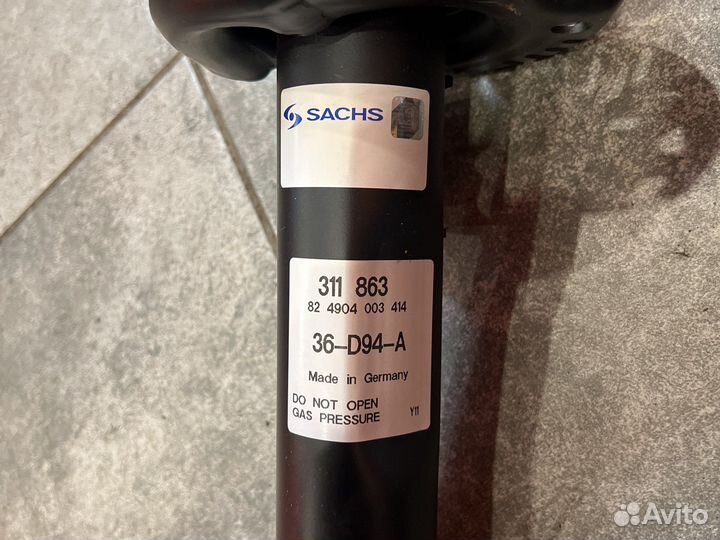 SACHS
311 863
82 4904 003 414
36-D94-A
Made in Germany
DO NOT OPEN
GAS PRESSURE
Y11
Avito